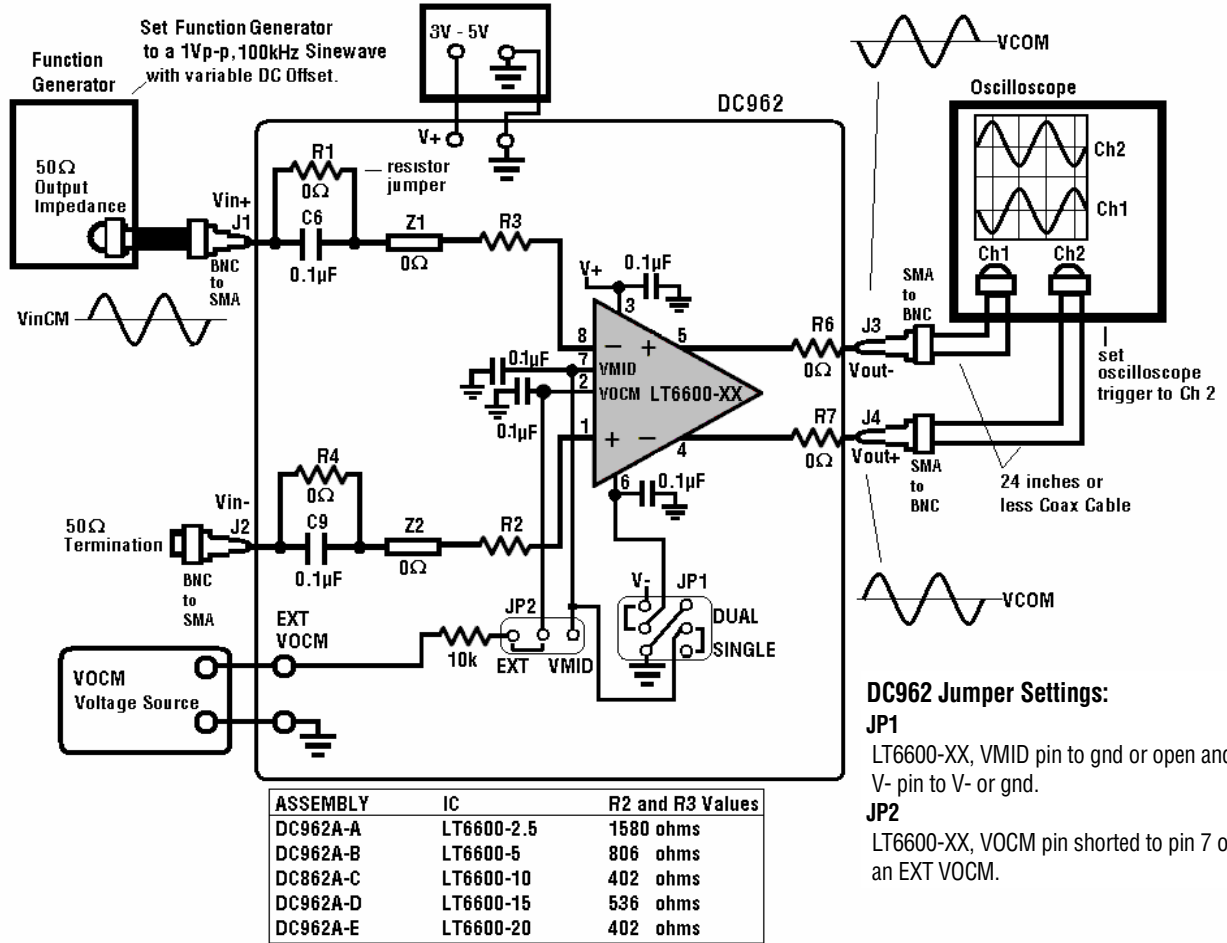 Set Function Generator
to a 1Vp-p, 100kHz Sinewave
with variable DC Offset.
Function
Generator
3V - 5V
VCOM
Oscilloscope
DC962
V+
50Ω
Output
Impedance
Vin+
J1
BNC
to
SMA
VinCM
R1
0Ω
resistor
jumper
C6
0.1µF
Z1
0Ω
R3
V+
0.1µF
3
8
7
2
1
5
4
6
VMID
VOCM
LT6600-XX
0.1µF
0.1µF
0.1µF
R6
0Ω
J3
Vout-
SMA
to
BNC
Ch2
Ch1
Ch1
Ch2
set
oscilloscope
trigger to Ch 2
R7
0Ω
J4
Vout+
SMA
to
BNC
24 inches or
less Coax Cable
VCOM
50Ω
Termination
Vin-
J2
BNC
to
SMA
R4
0Ω
C9
0.1µF
Z2
0Ω
R2
V-
JP1
DUAL
SINGLE
JP2
EXT
VMID
10k
EXT
VOCM
VOCM
Voltage Source
DC962 Jumper Settings:
JP1
LT6600-XX, VMID pin to gnd or open and
V- pin to V- or gnd.
JP2
LT6600-XX, VOCM pin shorted to pin 7 o
an EXT VOCM.
ASSEMBLY IC R2 and R3 Values
DC962A-A LT6600-2.5 1580 ohms
DC962A-B LT6600-5 806 ohms
DC862A-C LT6600-10 402 ohms
DC962A-D LT6600-15 536 ohms
DC962A-E LT6600-20 402 ohms